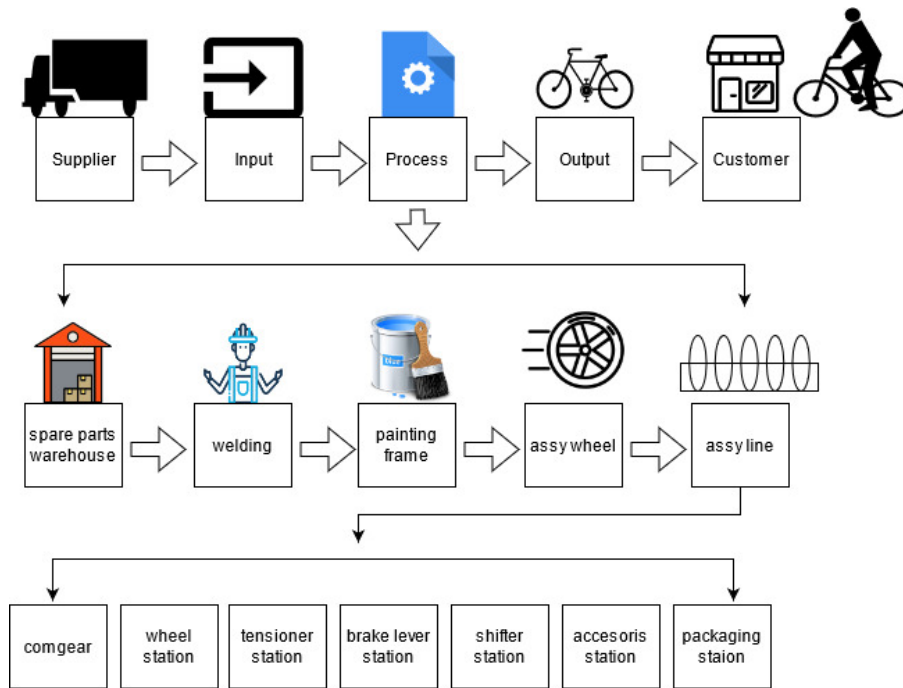 Supplier
Input
Process
Output
Customer
spare parts
warehouse
welding
blue
painting
frame
assy wheel
assy line
comgear
wheel
station
tensioner
station
brake lever
station
shifter
station
accesoris
station
packaging
staion